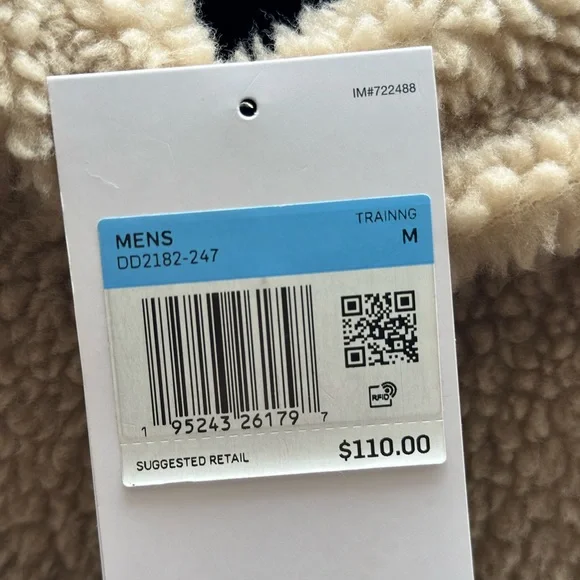 IM#722488
MENS TRAINNG
DD2182-247 M
RFID
1 95243 26179 7
SUGGESTED RETAIL $110.00